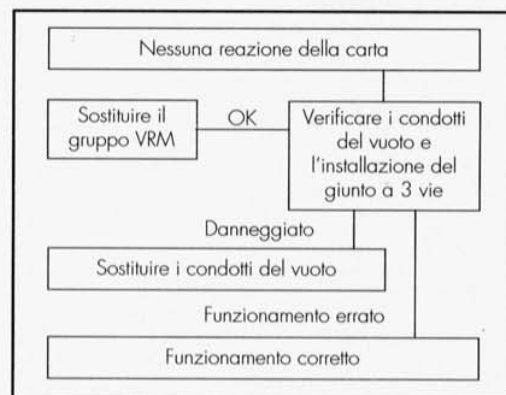 Nessuna reazione della carta
Sostituire il
gruppo VRM
OK
Verificare i condotti
del vuoto e
l'installazione del
giunto a 3 vie
Danneggiato
Sostituire i condotti del vuoto
Funzionamento errato
Funzionamento corretto